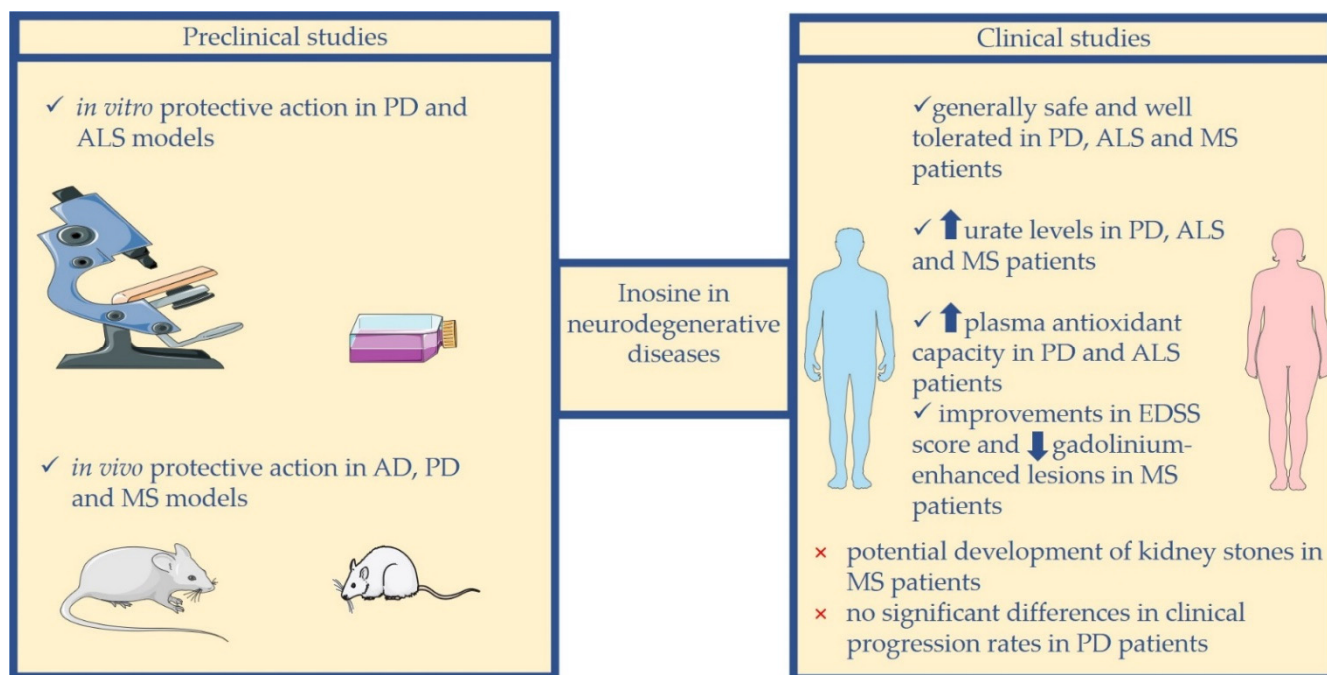 Preclinical studies
✓ in vitro protective action in PD and
ALS models
✓ in vivo protective action in AD, PD
and MS models
Inosine in
neurodegenerative
diseases
Clinical studies
✓generally safe and well
tolerated in PD, ALS and MS
patients
✓ ⬆urate levels in PD, ALS
and MS patients
✓ ⬆plasma antioxidant
capacity in PD and ALS
patients
✓ improvements in EDSS
score and ⬇ gadolinium-
enhanced lesions in MS
patients
× potential development of kidney stones in
MS patients
× no significant differences in clinical
progression rates in PD patients